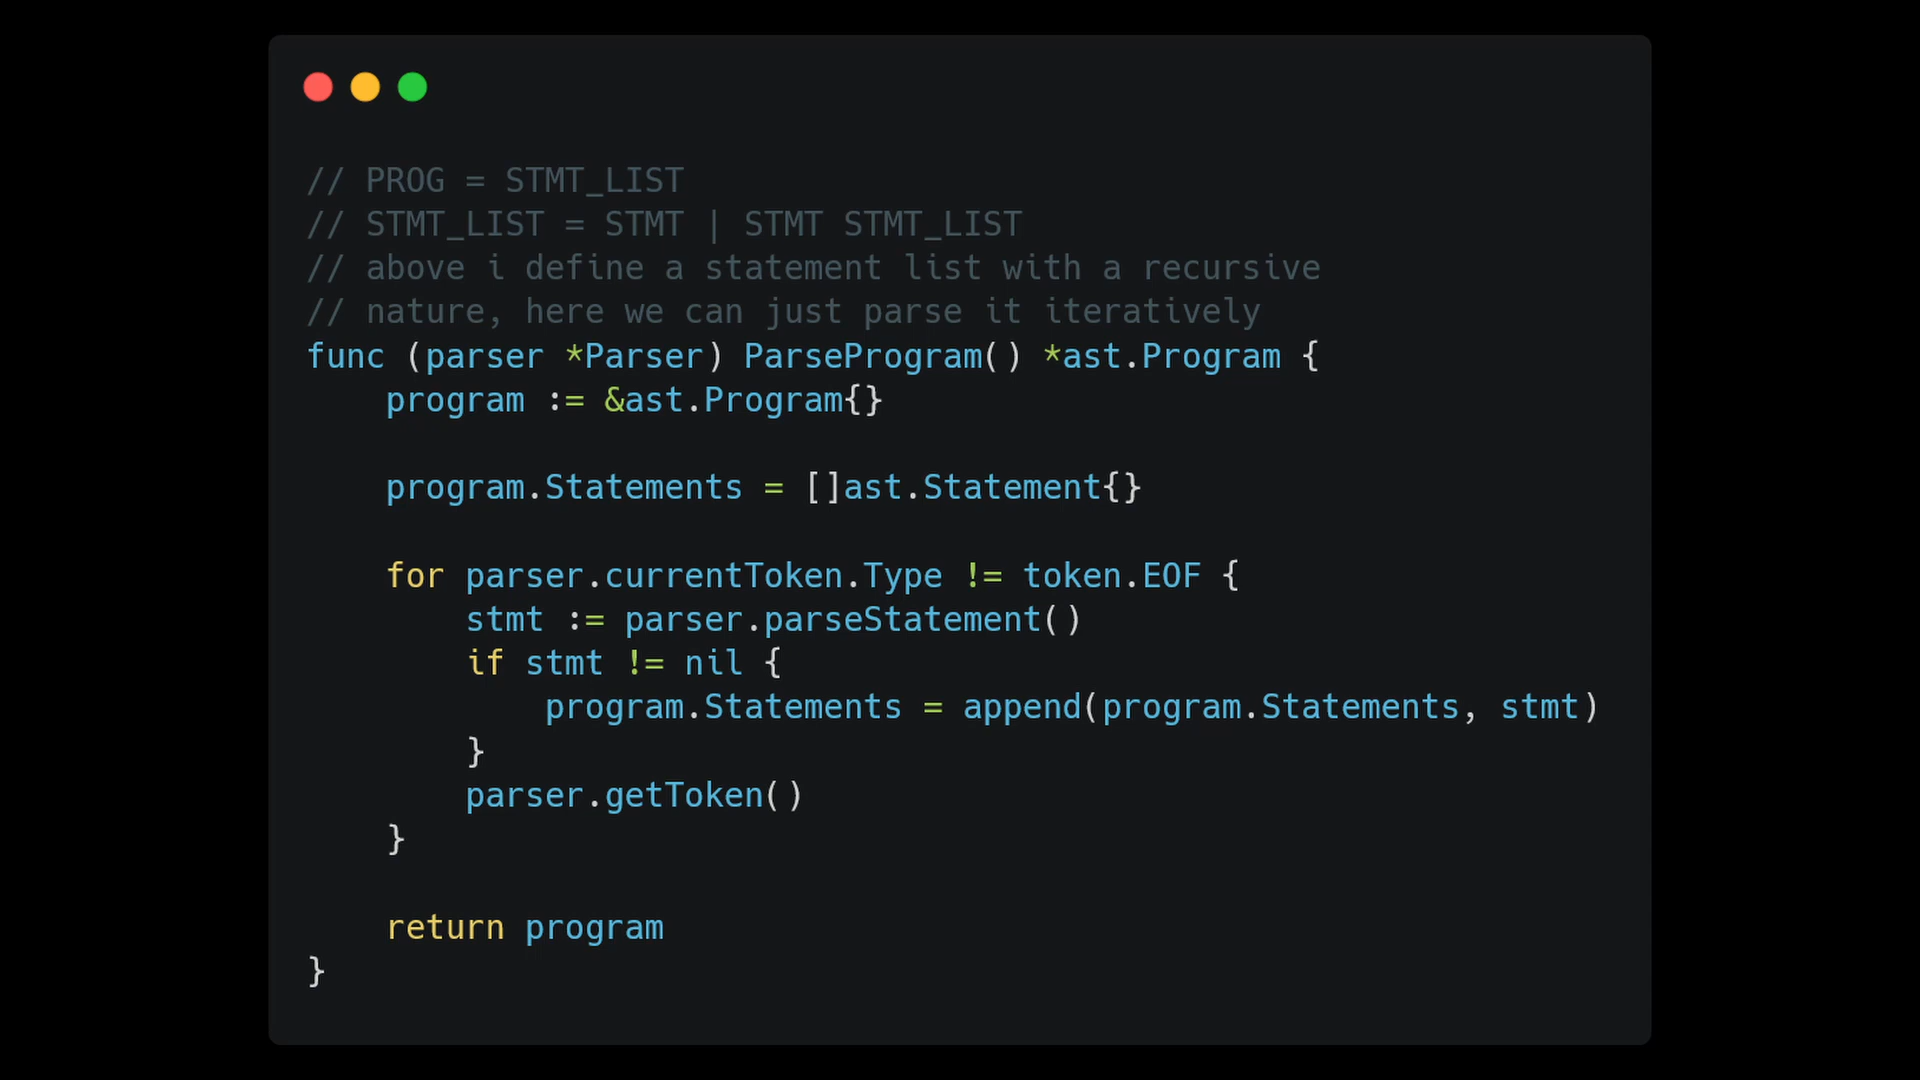 // PROG = STMT_LIST
// STMT_LIST = STMT | STMT STMT_LIST
// above i define a statement list with a recursive
// nature, here we can just parse it iteratively
func (parser *Parser) ParseProgram() *ast.Program {
    program := &ast.Program{}

    program.Statements = []ast.Statement{}

    for parser.currentToken.Type != token.EOF {
        stmt := parser.parseStatement()
        if stmt != nil {
            program.Statements = append(program.Statements, stmt)
        }
        parser.getToken()
    }

    return program
}